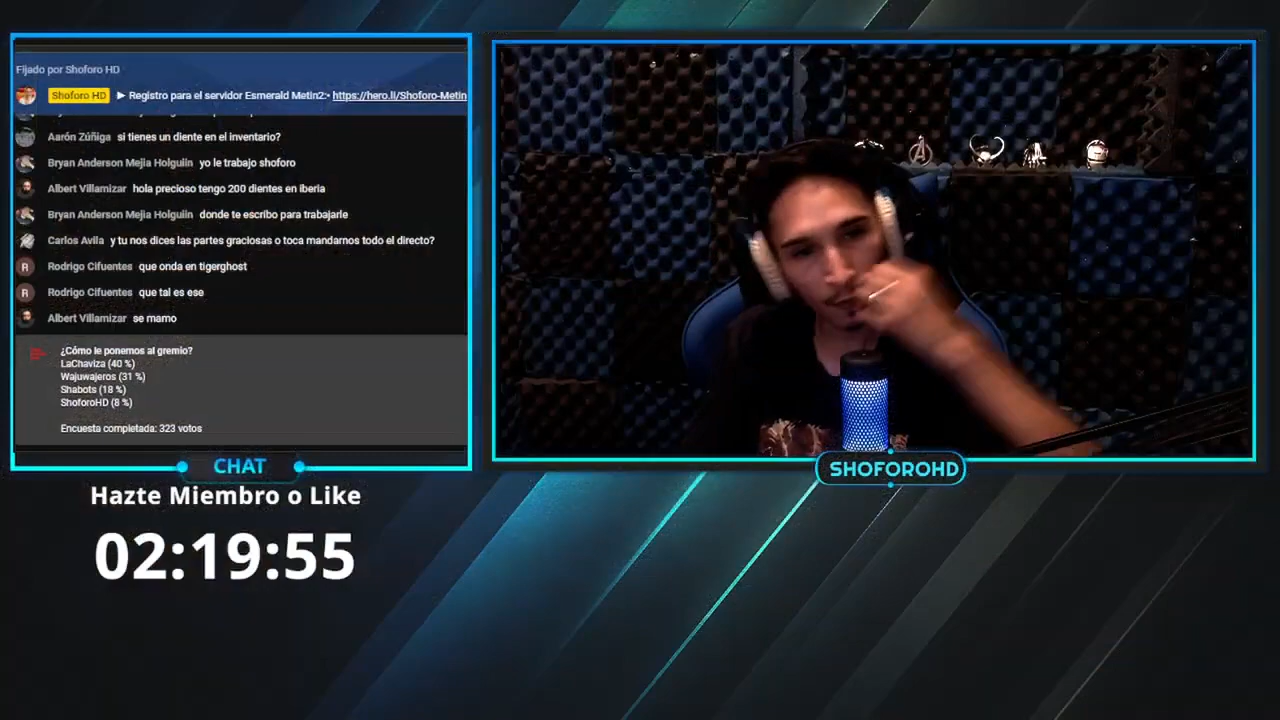 Fijado por Shoforo HD
Shoforo HD ► Registro para el servidor Esmerald Metin2:• https://hero.li/Shoforo-Metin
Aarón Zúñiga si tienes un diente en el inventario?
Bryan Anderson Mejia Holguiin yo le trabajo shoforo
Albert Villamizar hola precioso tengo 200 dientes en iberia
Bryan Anderson Mejia Holguiin donde te escribo para trabajarle
Carlos Avila y tu nos dices las partes graciosas o toca mandarnos todo el directo?
R Rodrigo Cifuentes que onda en tigerghost
R Rodrigo Cifuentes que tal es ese
Albert Villamizar se mamo
¿Cómo le ponemos al gremio?
LaChaviza (40 %)
Wajuwajeros (31 %)
Shabots (18 %)
ShoforoHD (8 %)
Encuesta completada: 323 votos
CHAT
SHOFOROHD
Hazte Miembro o Like
02:19:55